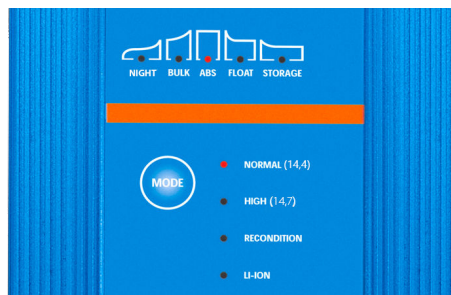 NIGHT BULK ABS FLOAT STORAGE
MODE
NORMAL (14,4)
HIGH (14,7)
RECONDITION
LI-ION